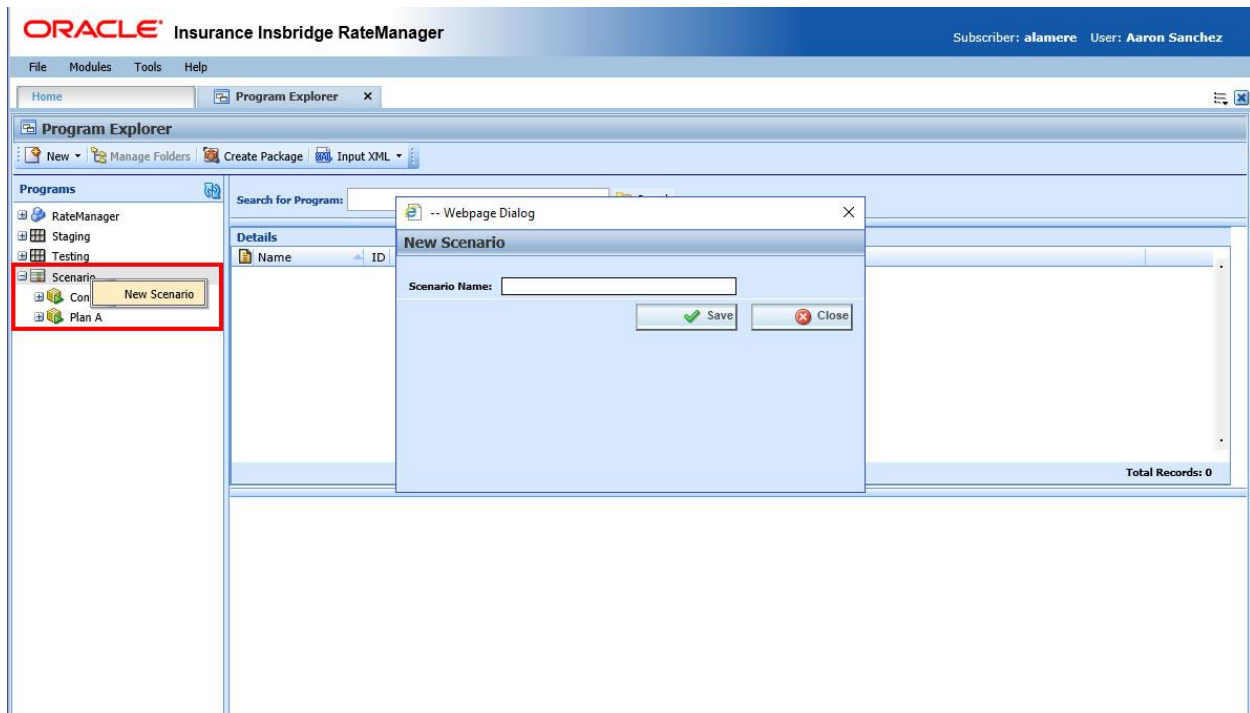 ORACLE Insurance Insbridge RateManager
Subscriber: alamere User: Aaron Sanchez
File Modules Tools Help
Home Program Explorer x
Program Explorer
New Manage Folders Create Package Input XML
Programs
RateManager
Staging
Testing
Scenario
New Scenario
Con
Plan A
Search for Program:
Details
Name ID
-- Webpage Dialog
New Scenario
Scenario Name:
Save Close
Total Records: 0